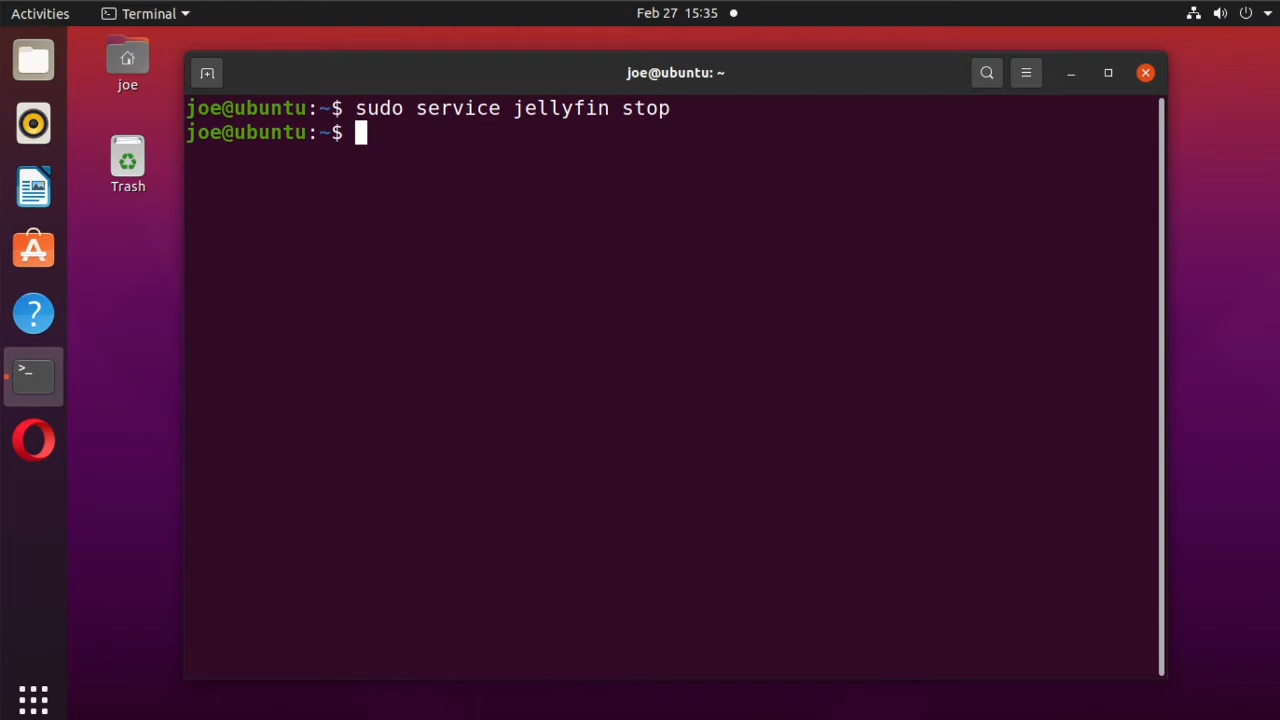 Activities
Terminal
Feb 27 15:35
joe
Trash
joe@ubuntu: ~
joe@ubuntu:~$ sudo service jellyfin stop
joe@ubuntu:~$